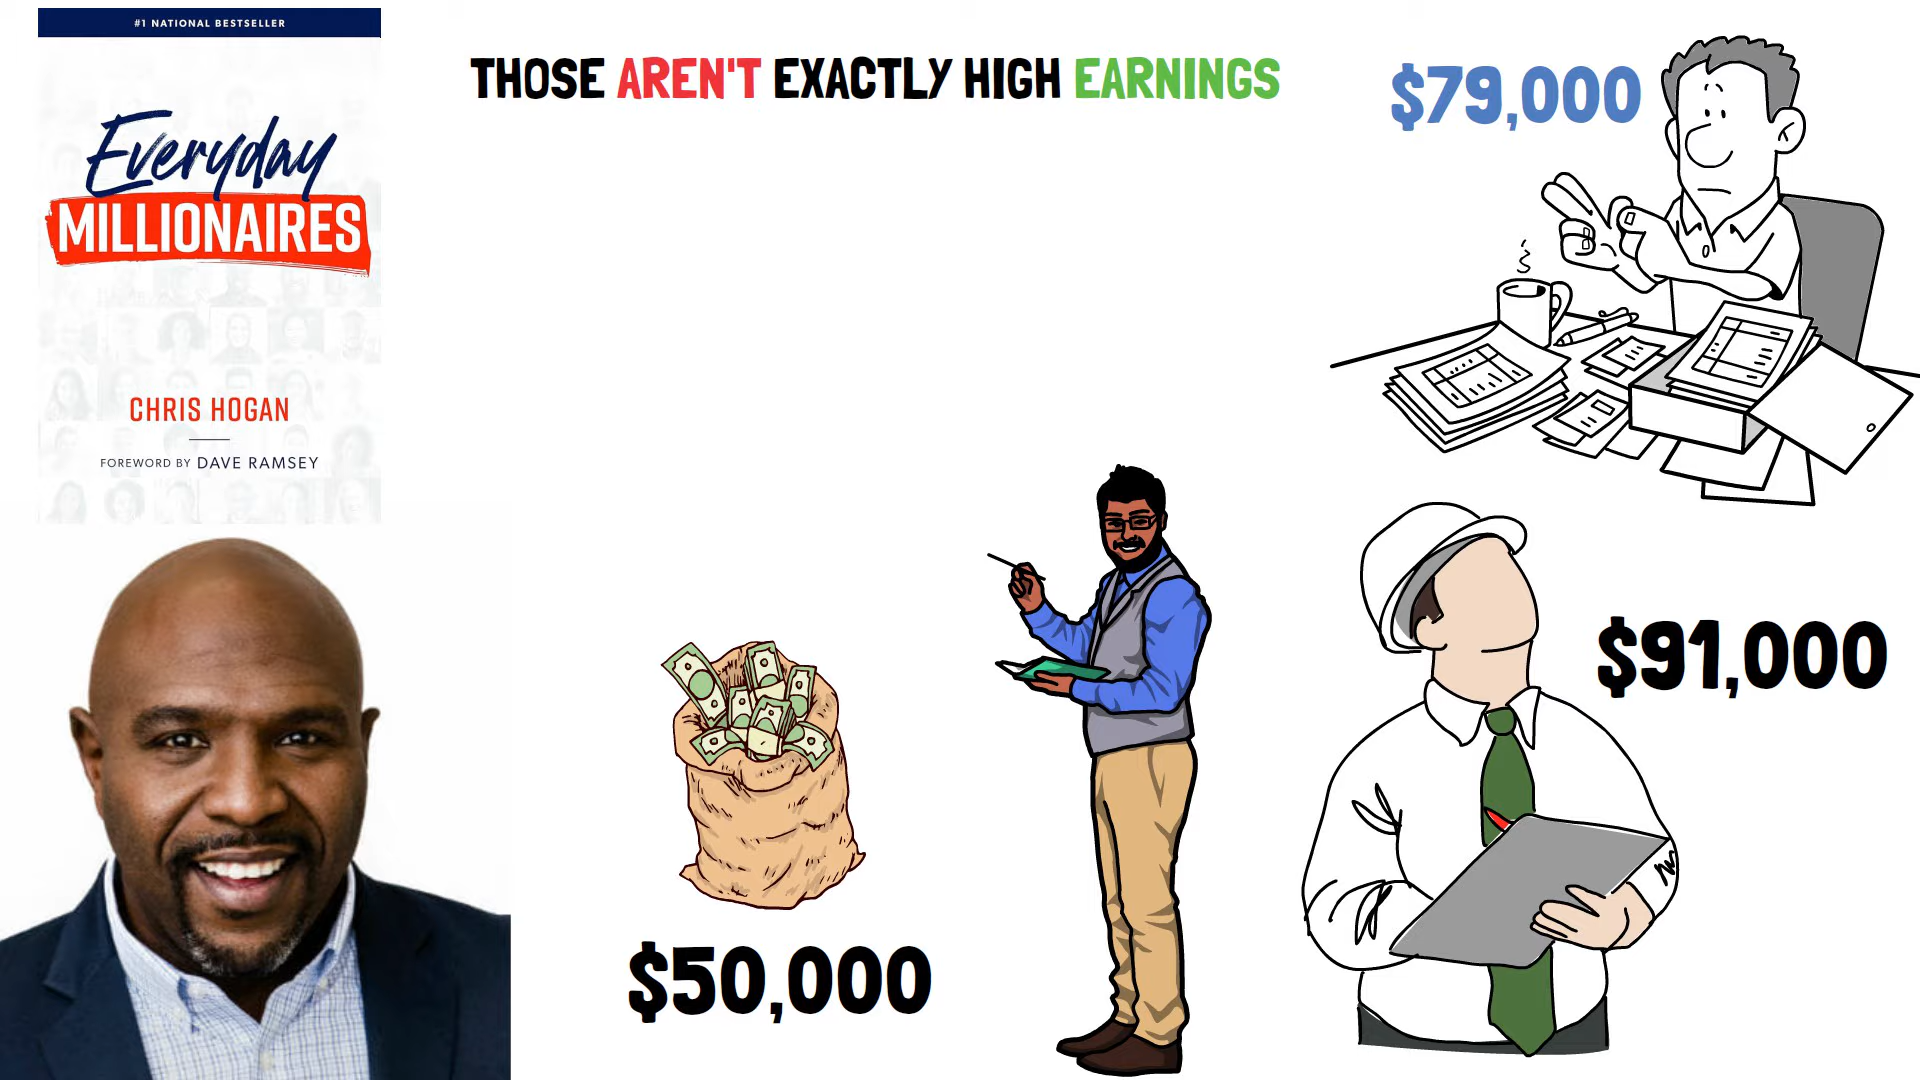 #1 NATIONAL BESTSELLER
Everyday
MILLIONAIRES
CHRIS HOGAN
FOREWORD BY DAVE RAMSEY
THOSE AREN'T EXACTLY HIGH EARNINGS
$79,000
$91,000
$50,000